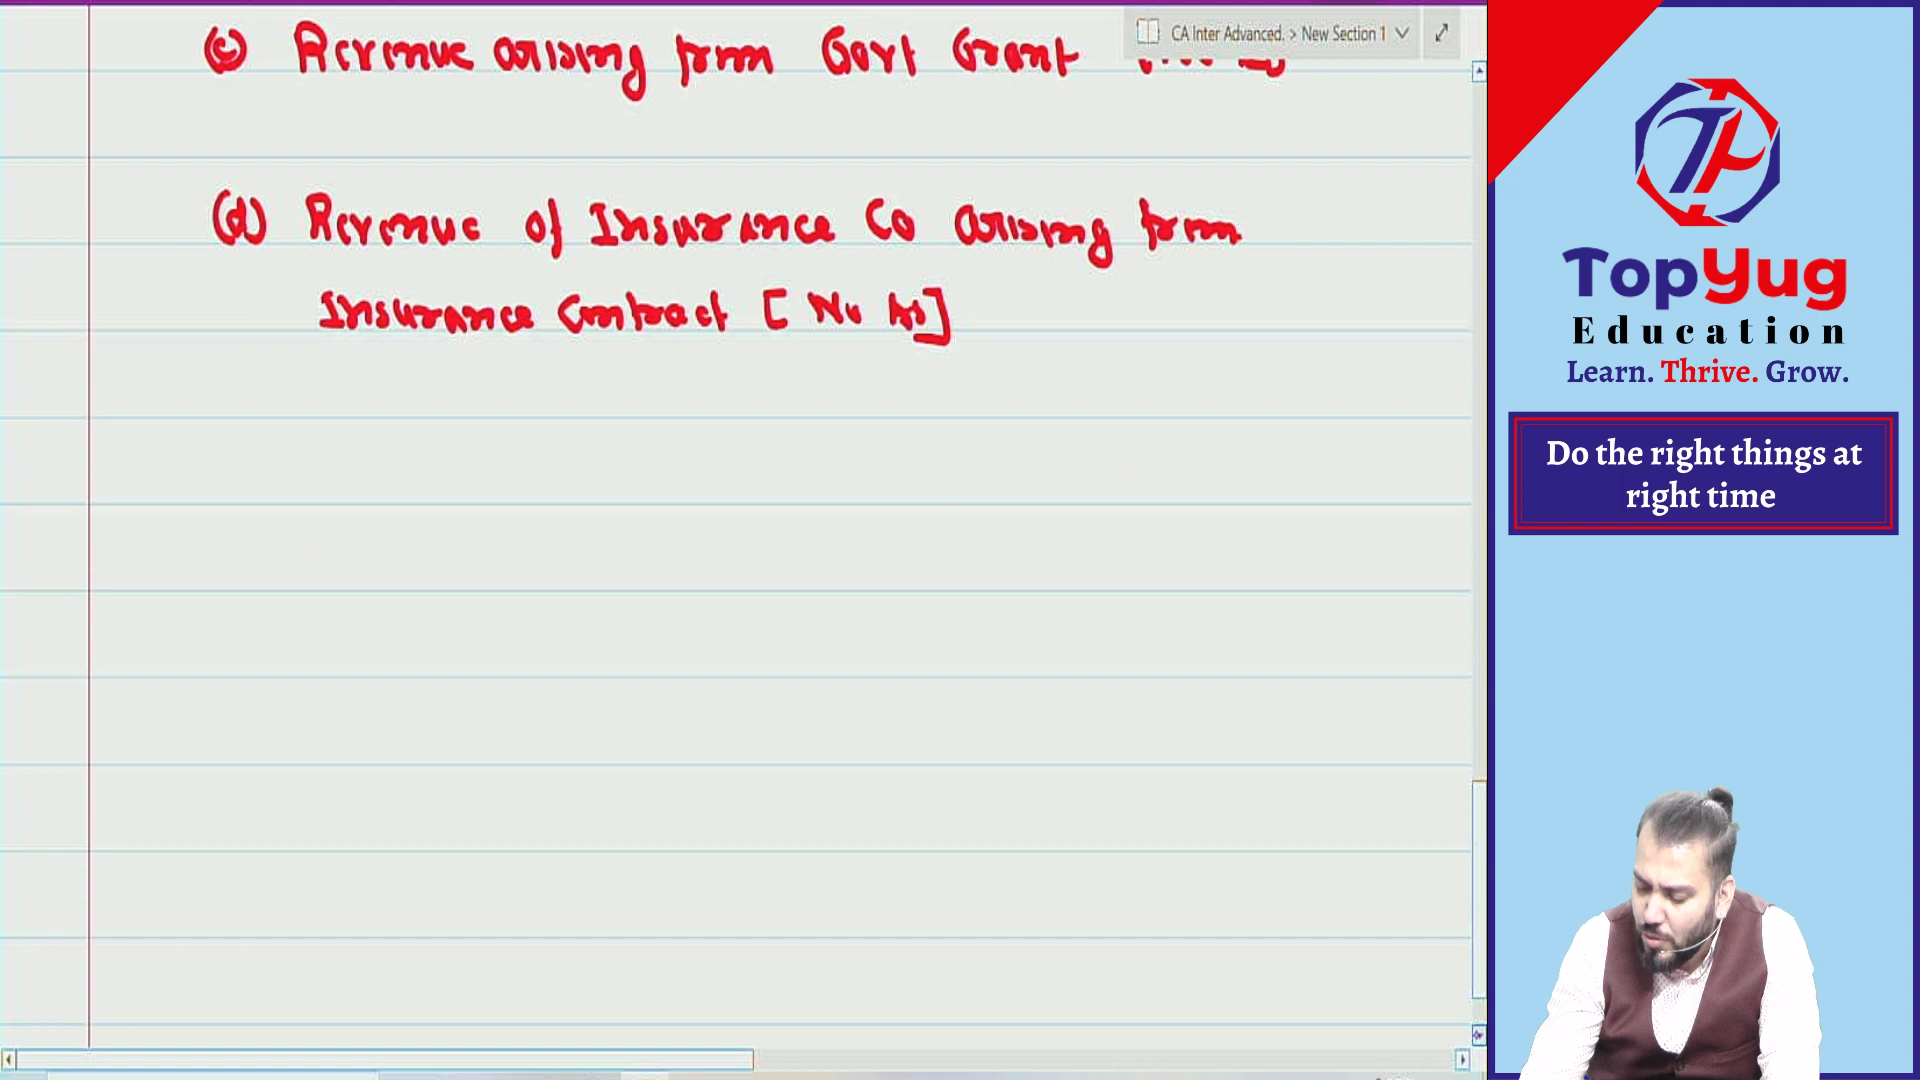 (c) Revenue arising from Govt Grant
CA Inter Advanced. > New Section 1
(d) Revenue of Insurance Co arising from
Insurance Contract [ No As]
TopYug
Education
Learn. Thrive. Grow.
Do the right things at
right time